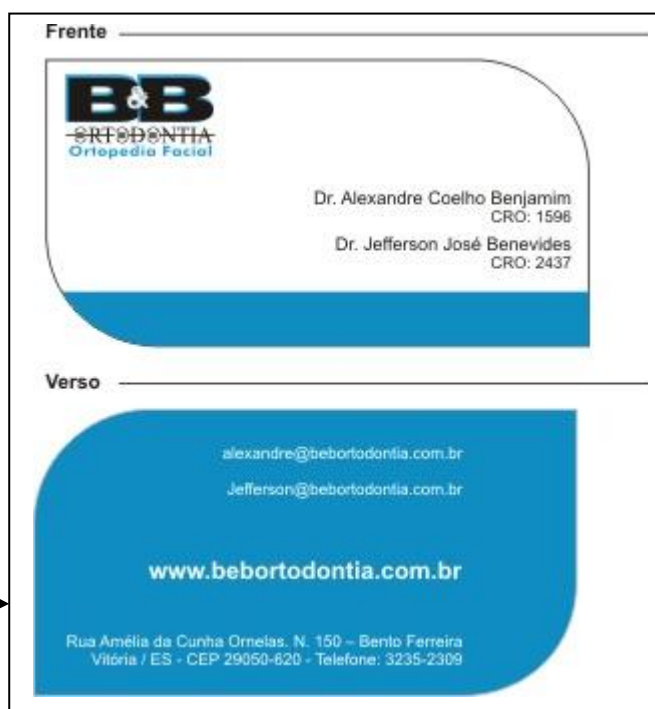 Frente
B&B
ORTODONTIA
Ortopedia Facial
Dr. Alexandre Coelho Benjamim
CRO: 1596
Dr. Jefferson José Benevides
CRO: 2437
Verso
alexandre@bebortodontia.com.br
Jefferson@bebortodontia.com.br
www.bebortodontia.com.br
Rua Amélia da Cunha Ornelas. N. 150 – Bento Ferreira
Vitória / ES - CEP 29050-620 - Telefone: 3235-2309